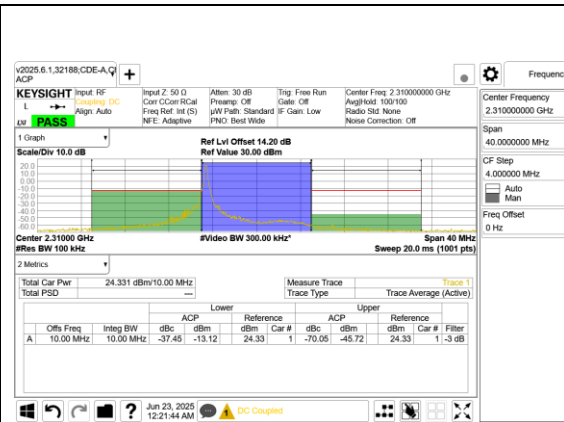 v2025.6.1,32188;CDE-A,Q
ACP
KEYSIGHT Input: RF Input Z: 50 Ω Atten: 30 dB Trig: Free Run Center Freq: 2.310000000 GHz
L Coupling: DC Corr CCorr RCal Preamp: Off Gate: Off Avg|Hold: 100/100
Align: Auto Freq Ref: Int (S) µW Path: Standard IF Gain: Low Radio Std: None
PASS NFE: Adaptive PNO: Best Wide Noise Correction: Off
1 Graph
Scale/Div 10.0 dB Ref Lvl Offset 14.20 dB
Ref Value 30.00 dBm
20.0
10.0
0.00
-10.0
-20.0
-30.0
-40.0
-50.0
-60.0
Center 2.31000 GHz #Video BW 300.00 kHz* Span 40 MHz
#Res BW 100 kHz Sweep 20.0 ms (1001 pts)
2 Metrics
Total Car Pwr 24.331 dBm/10.00 MHz Measure Trace Trace 1
Total PSD --- Trace Type Trace Average (Active)
Lower Upper
ACP Reference ACP Reference
Offs Freq Integ BW dBc dBm dBm Car # dBc dBm dBm Car # Filter
A 10.00 MHz 10.00 MHz -37.45 -13.12 24.33 1 -70.05 -45.72 24.33 1 -3 dB
Jun 23, 2025
12:21:44 AM
DC Coupled
Frequenc
Center Frequency
2.310000000 GHz
Span
40.0000000 MHz
CF Step
4.000000 MHz
Auto
Man
Freq Offset
0 Hz